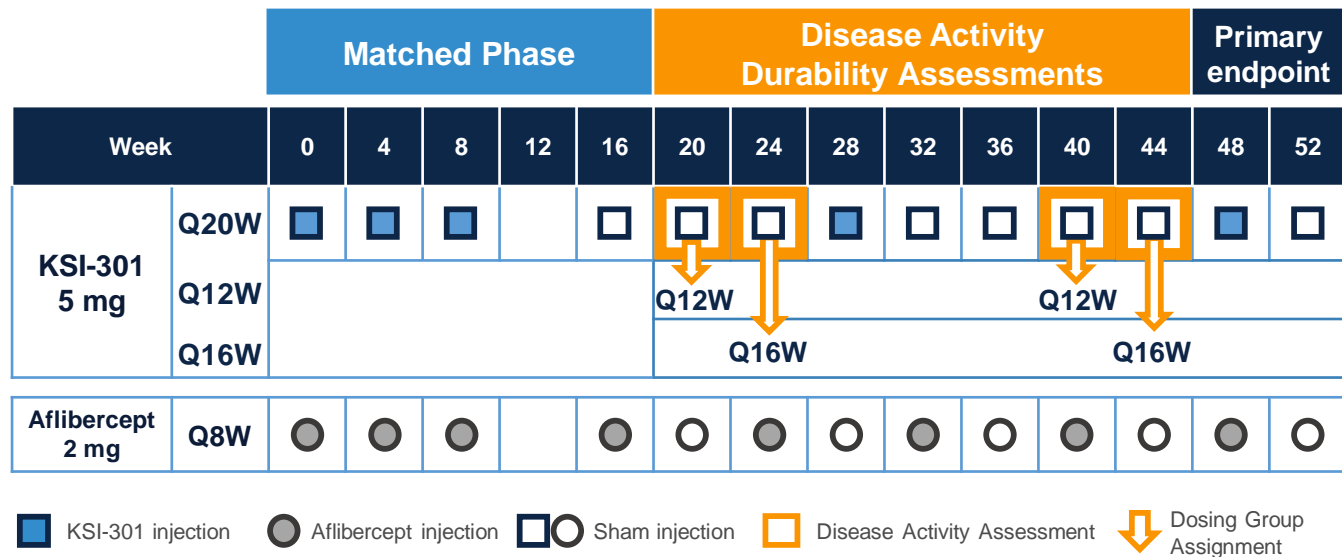 Matched Phase
Disease Activity
Durability Assessments
Primary
endpoint
Week 0 4 8 12 16 20 24 28 32 36 40 44 48 52
KSI-301
5 mg
Q20W
Q12W
Q12W Q12W
Q16W
Q16W Q16W
Aflibercept
2 mg
Q8W
KSI-301 injection
Aflibercept injection
Sham injection
Disease Activity Assessment
Dosing Group
Assignment